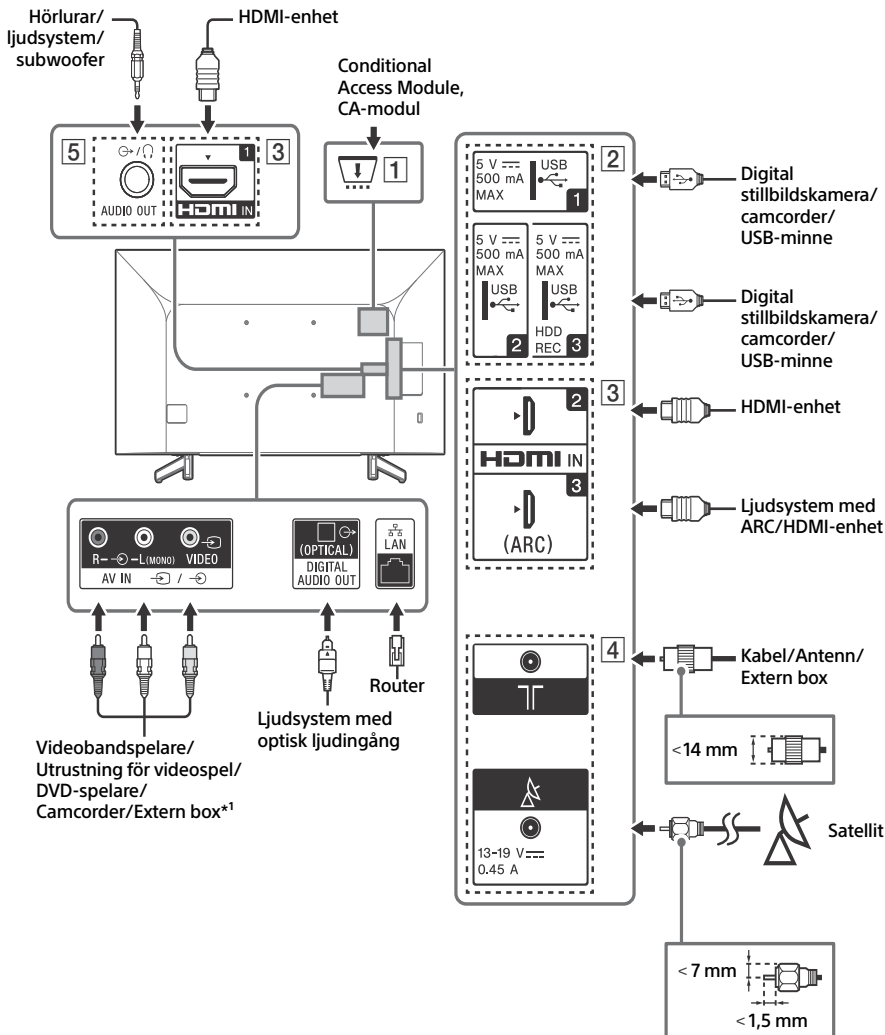 Hörlurar/
ljudsystem/
subwoofer
HDMI-enhet
Conditional
Access Module,
CA-modul
5
AUDIO OUT
1
3
HDMI IN
1
5 V
500 mA
MAX
USB
1
2
5 V
500 mA
MAX
USB
2
5 V
500 mA
MAX
USB
HDD
REC 3
Digital
stillbildskamera/
camcorder/
USB-minne
Digital
stillbildskamera/
camcorder/
USB-minne
2
3
HDMI IN
3
(ARC)
HDMI-enhet
Ljudsystem med
ARC/HDMI-enhet
R L(MONO) VIDEO
AV IN /
(OPTICAL)
DIGITAL
AUDIO OUT
LAN
Router
Ljudsystem med
optisk ljudingång
Videobandspelare/
Utrustning för videospel/
DVD-spelare/
Camcorder/Extern box*1
4
Kabel/Antenn/
Extern box
<14 mm
13-19 V
0.45 A
Satellit
<7 mm
<1,5 mm